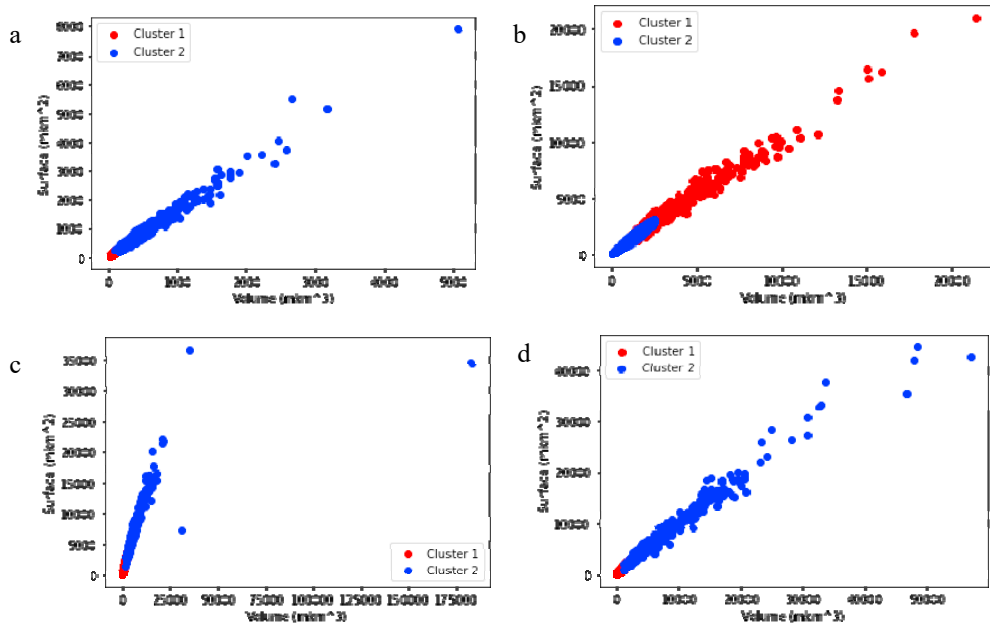 a
Cluster 1
Cluster 2
8000
7000
6000
5000
4000
3000
2000
1000
0
Surface (mkm^2)
0 1000 2000 3000 4000 5000
Volume (mkm^3)
b
Cluster 1
Cluster 2
20000
15000
10000
5000
0
Surface (mkm^2)
0 5000 10000 15000 20000
Volume (mkm^3)
c
35000
30000
25000
20000
15000
10000
5000
0
Surface (mkm^2)
Cluster 1
Cluster 2
0 25000 50000 75000 100000 125000 150000 175000
Volume (mkm^3)
d
Cluster 1
Cluster 2
40000
30000
20000
10000
0
Surface (mkm^2)
0 10000 20000 30000 40000 50000
Volume (mkm^3)